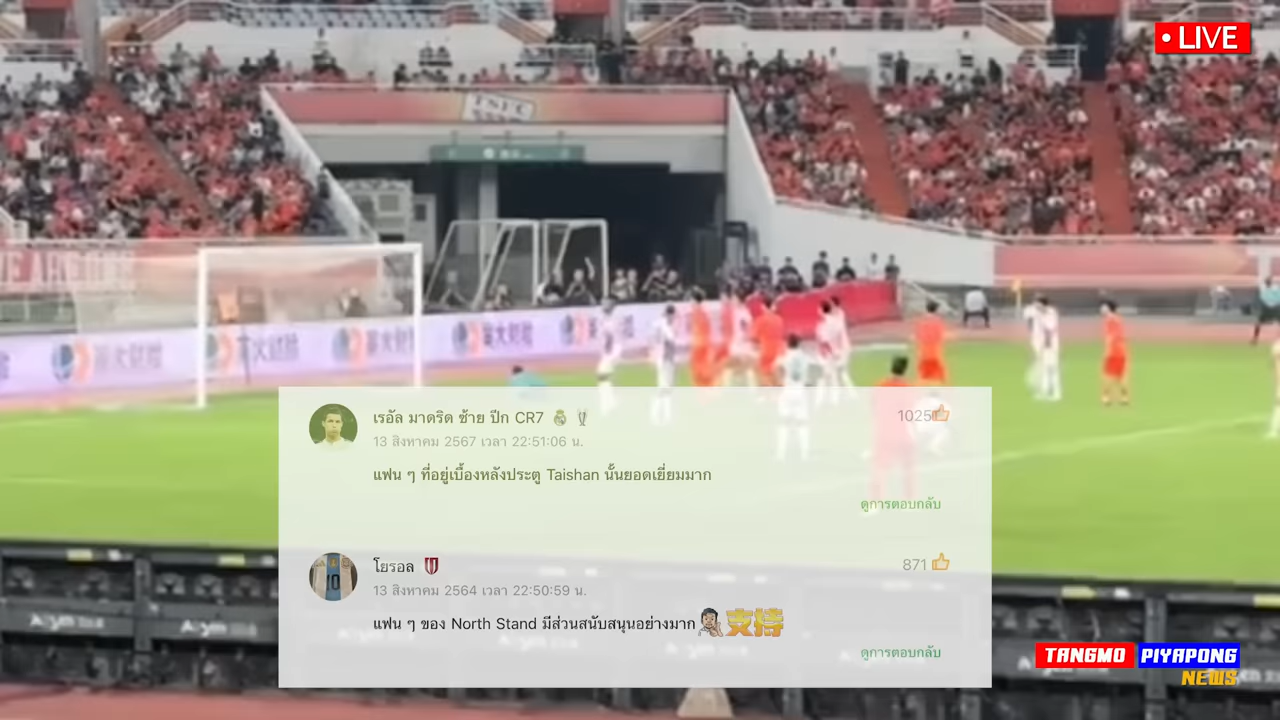 LIVE
เรอัล มาดริด ซ้าย ปีก CR7
1025
13 สิงหาคม 2567 เวลา 22:51:06 น.
แฟน ๆ ที่อยู่เบื้องหลังประตู Taishan นั้นยอดเยี่ยมมาก
ดูการตอบกลับ
โยรอล
871
13 สิงหาคม 2564 เวลา 22:50:59 น.
แฟน ๆ ของ North Stand มีส่วนสนับสนุนอย่างมาก 支持
ดูการตอบกลับ
TANGMO PIYAPONG
NEWS